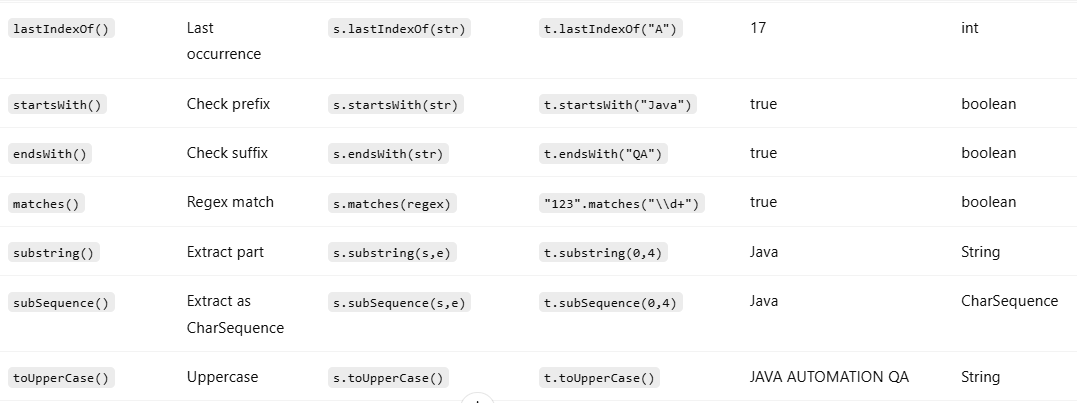 lastIndexOf() Last occurrence s.lastIndexOf(str) t.lastIndexOf("A") 17 int
startsWith() Check prefix s.startsWith(str) t.startsWith("Java") true boolean
endsWith() Check suffix s.endsWith(str) t.endsWith("QA") true boolean
matches() Regex match s.matches(regex) "123".matches("\\d+") true boolean
substring() Extract part s.substring(s,e) t.substring(0,4) Java String
subSequence() Extract as CharSequence s.subSequence(s,e) t.subSequence(0,4) Java CharSequence
toUpperCase() Uppercase s.toUpperCase() t.toUpperCase() JAVA AUTOMATION QA String